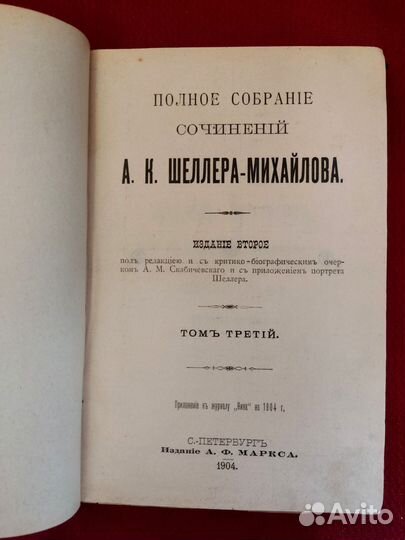 ПОЛНОЕ СОБРАНІЕ
СОЧИНЕНІЙ
А. К. ШЕЛЛЕРА-МИХАЙЛОВА.
ИЗДАНІЕ ВТОРОЕ
подъ редакціею и съ критико-біографическимъ очер-
комъ А. М. Скабичевскаго и съ приложеніемъ портрета
Шеллера.
ТОМЪ ТРЕТІЙ.
Приложеніе къ журналу „Нива" на 1904 г.
С.-ПЕТЕРБУРГЪ
Изданіе А. Ф. МАРКСА.
1904.
Avito